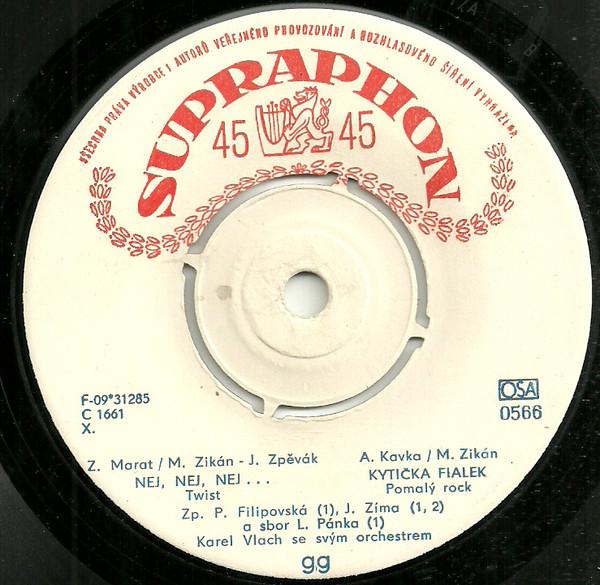 VŠECHNA PRÁVA VÝROBCE I AUTORŮ VEŘEJNÉHO PROVOZOVÁNÍ A ROZHLASOVÉHO ŠÍŘENÍ VYHRAZENA
SUPRAPHON
45 45
F-09*31285
C 1661
X.
OSA
0566
Z. Marat / M. Zikán - J. Zpěvák
NEJ, NEJ, NEJ . . .
Twist
A. Kavka / M. Zikán
KYTIČKA FIALEK
Pomalý rock
Zp. P. Filipovská (1), J. Zíma (1, 2)
a sbor L. Pánka (1)
Karel Vlach se svým orchestrem
gg